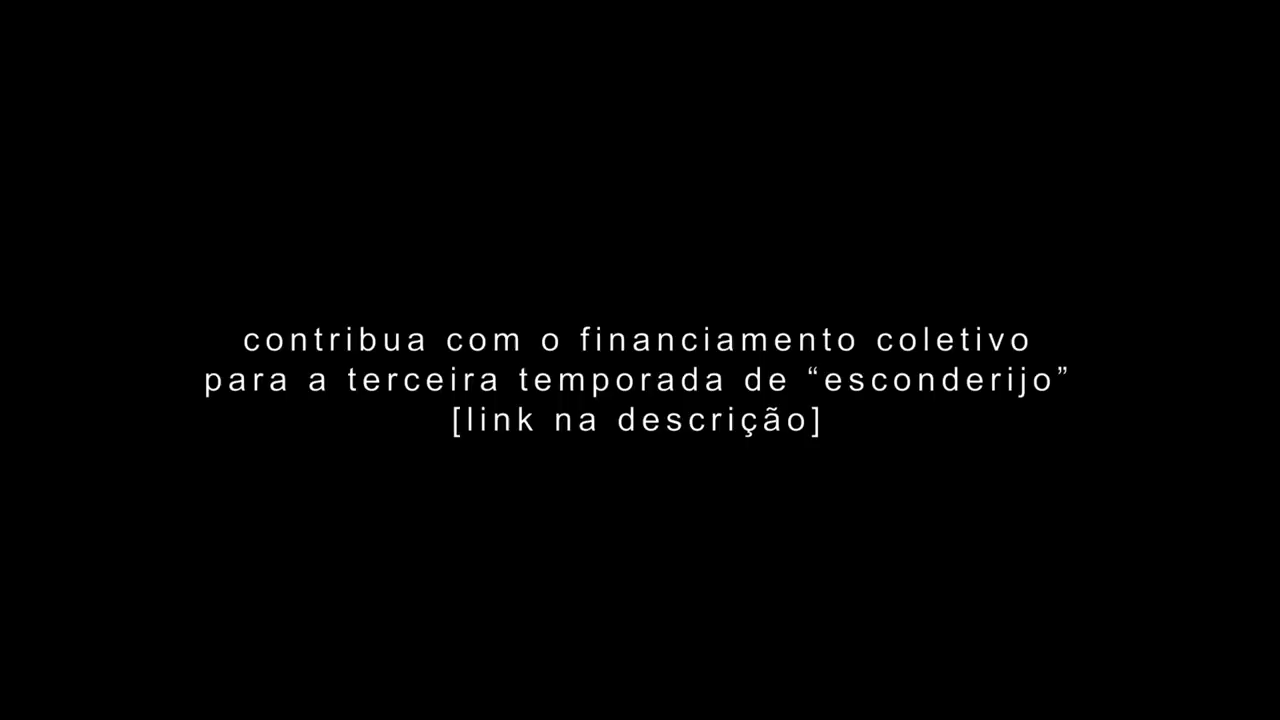 contribua com o financiamento coletivo
para a terceira temporada de “esconderijo”
[link na descrição]